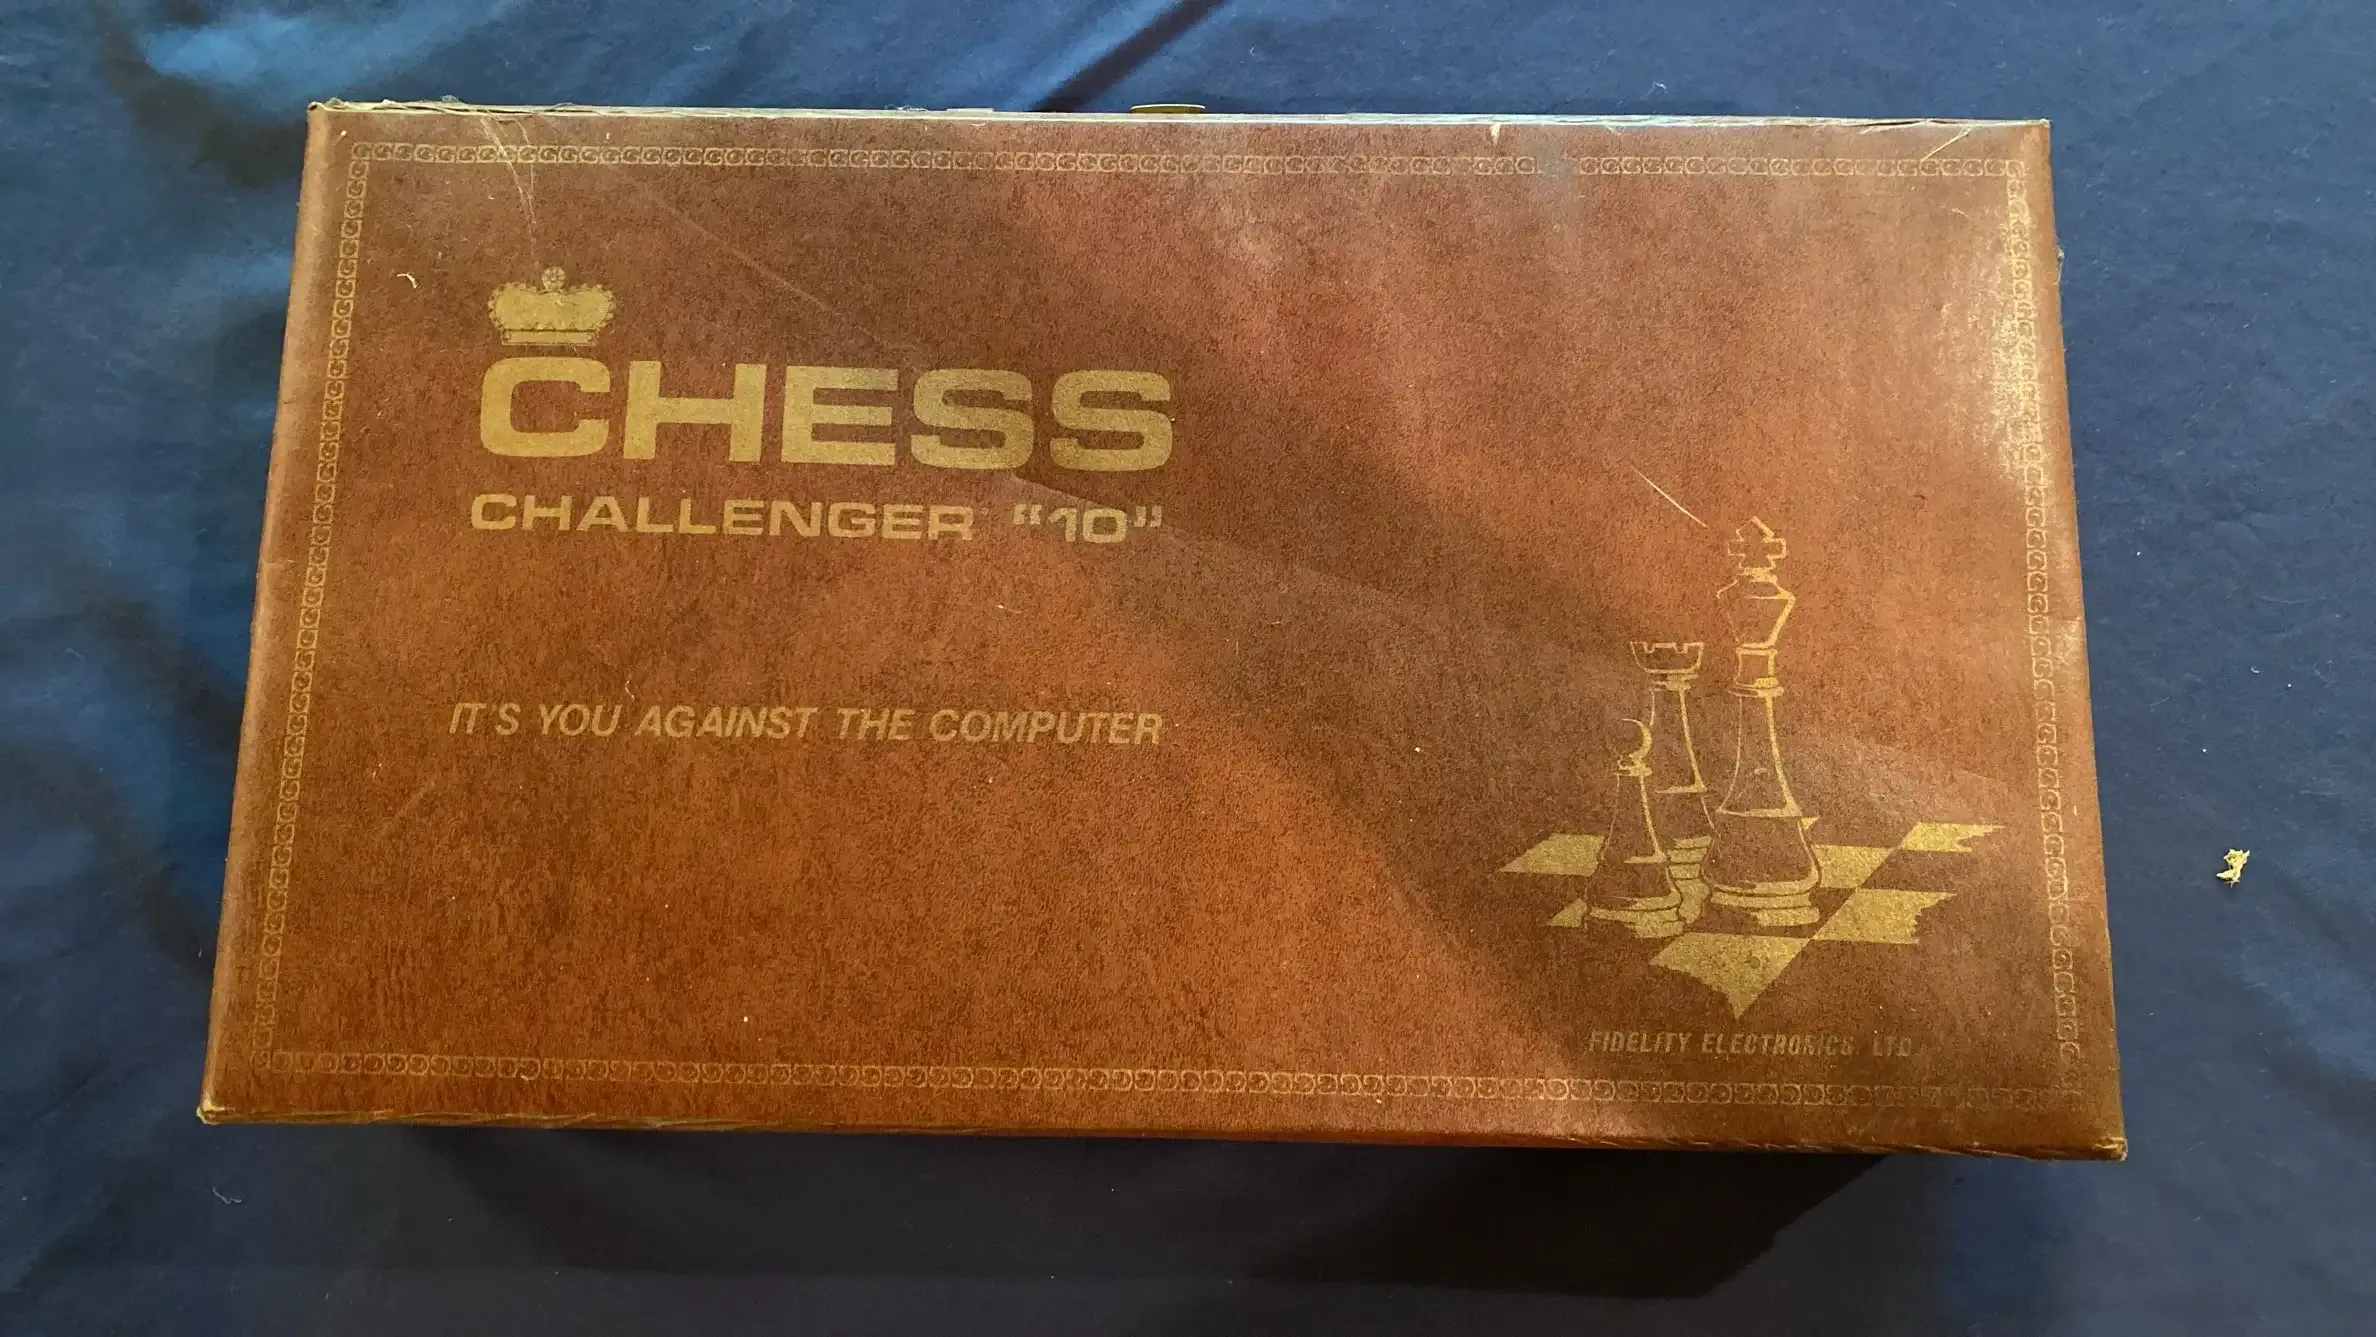 CHESS
CHALLENGER “10”
IT'S YOU AGAINST THE COMPUTER
FIDELITY ELECTRONICS LTD.